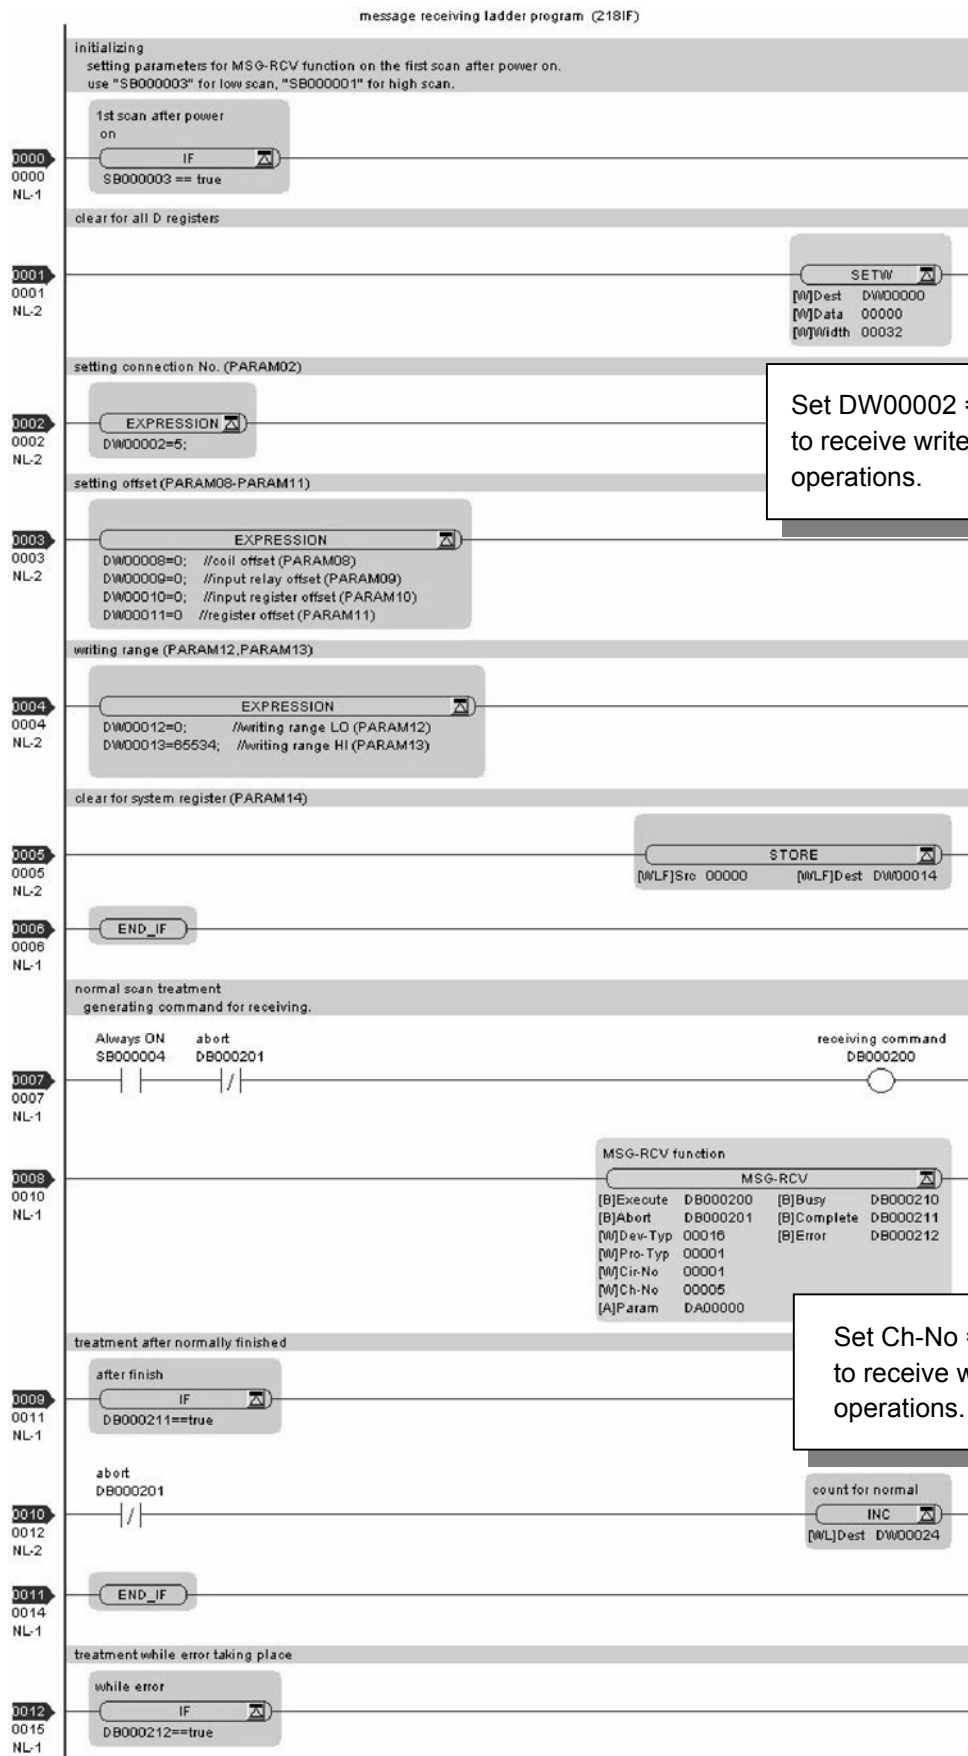 message receiving ladder program (218IF)
initializing
setting parameters for MSG-RCV function on the first scan after power on.
use "SB000003" for low scan, "SB000001" for high scan.
1st scan after power
on
0000
0000
NL-1
IF
SB000003 == true
clear for all D registers
0001
0001
NL-2
SETW
[W]Dest DW00000
[W]Data 00000
[W]Width 00032
setting connection No. (PARAM02)
0002
0002
NL-2
EXPRESSION
DW00002=5;
Set DW00002 =
to receive write
operations.
setting offset (PARAM08-PARAM11)
0003
0003
NL-2
EXPRESSION
DW00008=0; //coil offset (PARAM08)
DW00009=0; //input relay offset (PARAM09)
DW00010=0; //input register offset (PARAM10)
DW00011=0 //register offset (PARAM11)
writing range (PARAM12,PARAM13)
0004
0004
NL-2
EXPRESSION
DW00012=0; //writing range LO (PARAM12)
DW00013=65534; //writing range HI (PARAM13)
clear for system register (PARAM14)
0005
0005
NL-2
STORE
[WLF]Src 00000 [WLF]Dest DW00014
0006
0006
NL-1
END_IF
normal scan treatment
generating command for receiving.
Always ON abort receiving command
SB000004 DB000201 DB000200
0007
0007
NL-1
MSG-RCV function
0008
0010
NL-1
MSG-RCV
[B]Execute DB000200 [B]Busy DB000210
[B]Abort DB000201 [B]Complete DB000211
[W]Dev-Typ 00016 [B]Error DB000212
[W]Pro-Typ 00001
[W]Cir-No 00001
[W]Ch-No 00005
[A]Param DA00000
Set Ch-No =
to receive w
operations.
treatment after normally finished
after finish
0009
0011
NL-1
IF
DB000211==true
abort
DB000201
0010
0012
NL-2
count for normal
INC
[WL]Dest DW00024
0011
0014
NL-1
END_IF
treatment while error taking place
while error
0012
0015
NL-1
IF
DB000212==true